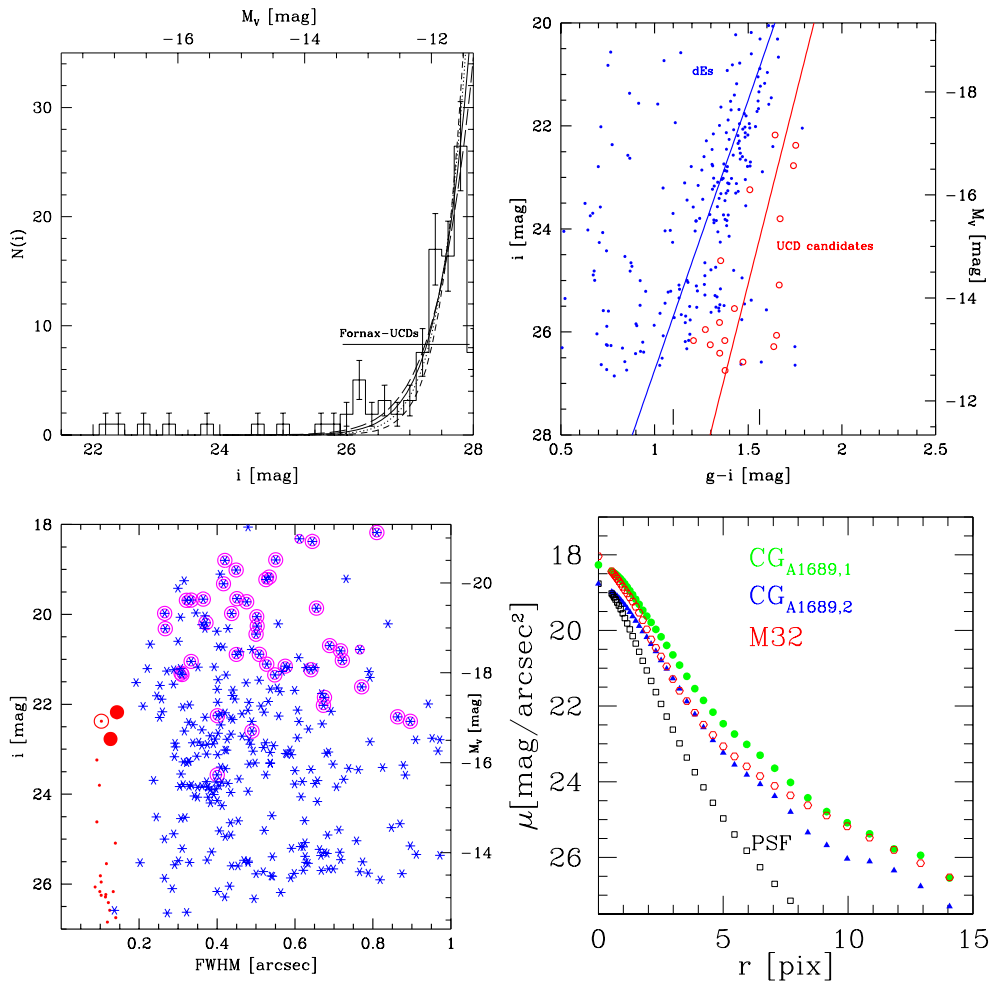 M_V [mag]
-16 -14 -12
30
20
10
0
N(i)
Fornax-UCDs
22 24 26 28
i [mag]
20
22
24
26
28
i [mag]
dEs
UCD candidates
-18
-16
-14
-12
M_V [mag]
0.5 1 1.5 2 2.5
g-i [mag]
18
20
22
24
26
i [mag]
-20
-18
-16
-14
M_V [mag]
0.2 0.4 0.6 0.8 1
FWHM [arcsec]
18
20
22
24
26
μ[mag/arcsec²]
CG_A1689,1
CG_A1689,2
M32
PSF
0 5 10 15
r [pix]